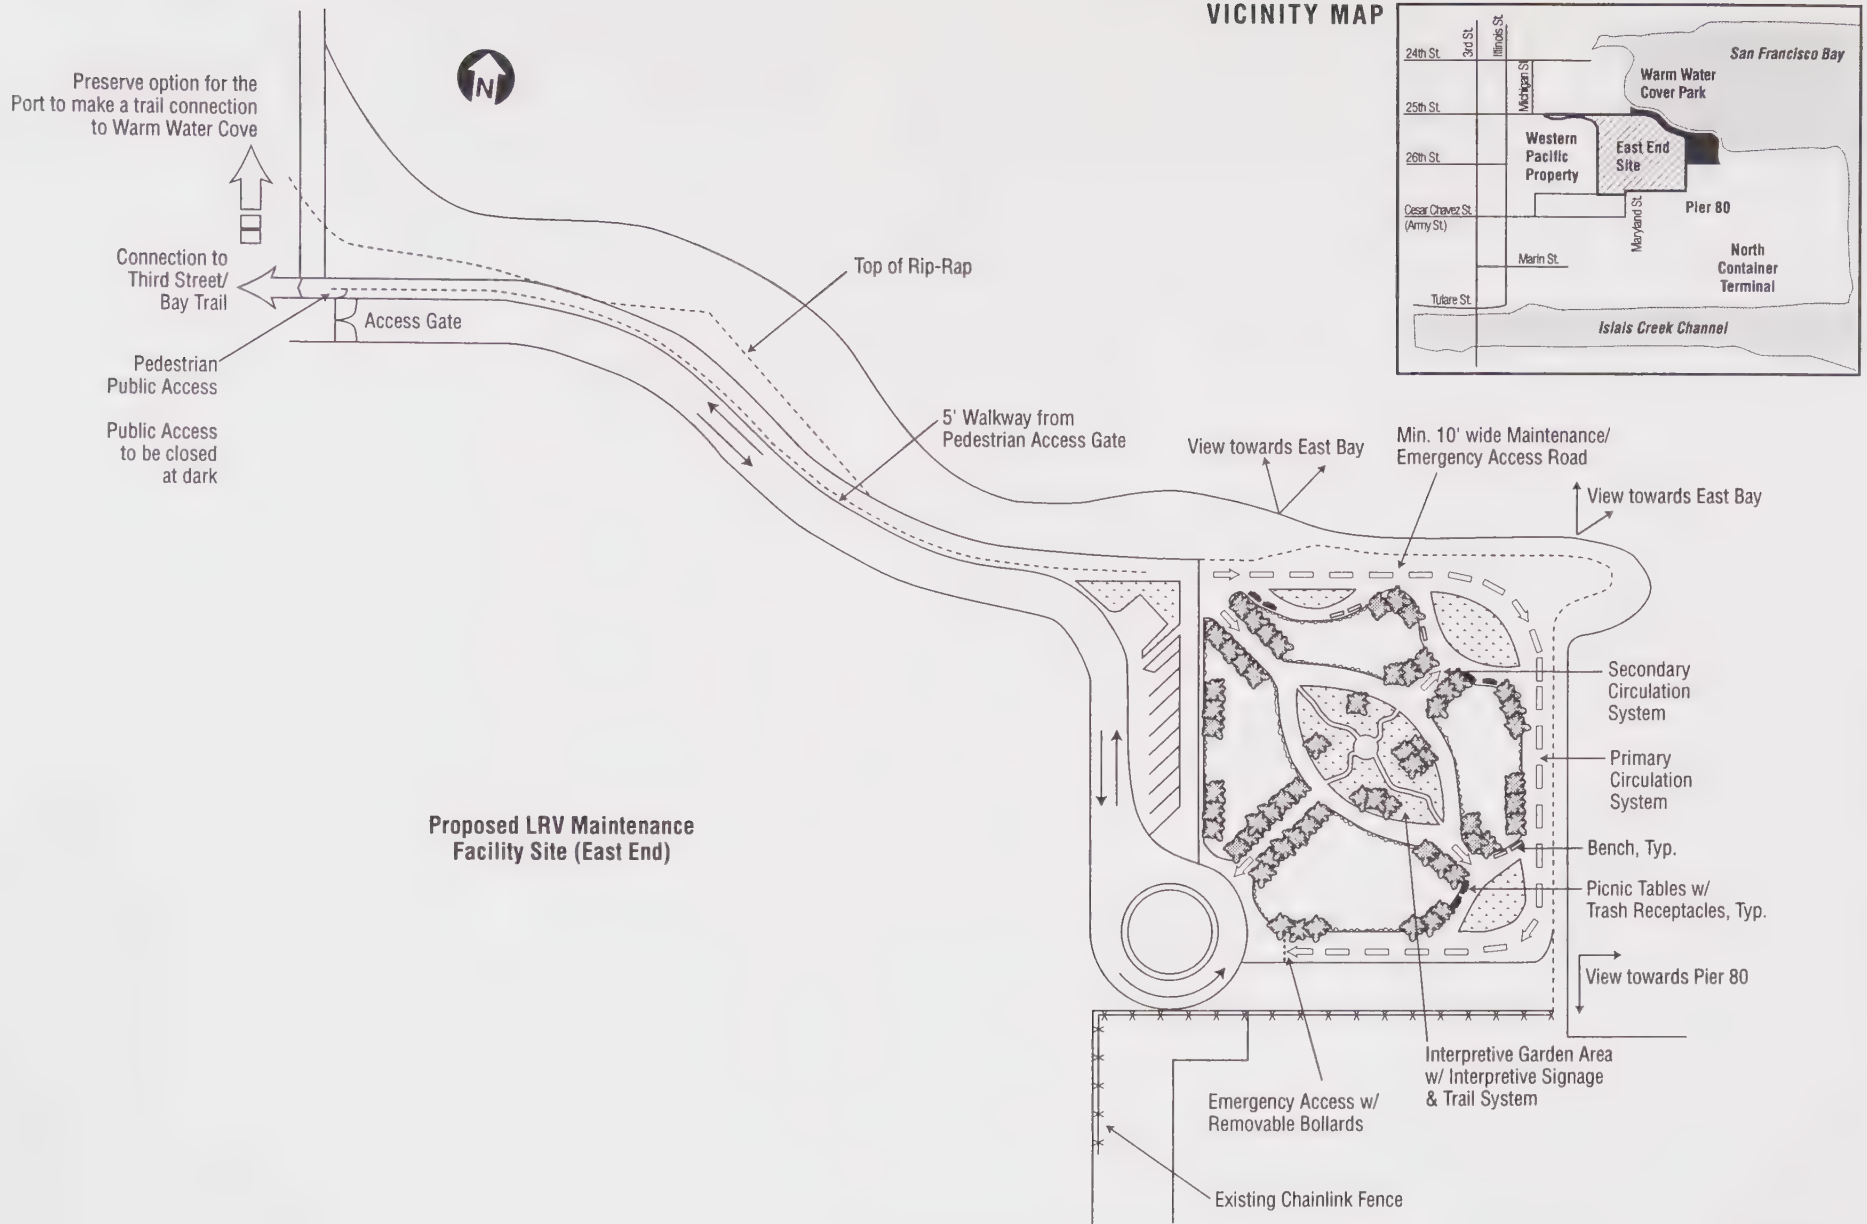 VICINITY MAP
24th St.
25th St.
26th St.
Cesar Chavez St.
(Army St.)
Marin St.
Tulare St.
3rd St.
Illinois St.
Michigan St.
Maryland St.
San Francisco Bay
Warm Water
Cover Park
Western
Pacific
Property
East End
Site
Pier 80
North
Container
Terminal
Islais Creek Channel
N
Preserve option for the
Port to make a trail connection
to Warm Water Cove
Connection to
Third Street/
Bay Trail
Access Gate
Pedestrian
Public Access
Public Access
to be closed
at dark
Top of Rip-Rap
5' Walkway from
Pedestrian Access Gate
View towards East Bay
Min. 10' wide Maintenance/
Emergency Access Road
View towards East Bay
Secondary
Circulation
System
Primary
Circulation
System
Bench, Typ.
Picnic Tables w/
Trash Receptacles, Typ.
View towards Pier 80
Proposed LRV Maintenance
Facility Site (East End)
Interpretive Garden Area
w/ Interpretive Signage
& Trail System
Emergency Access w/
Removable Bollards
Existing Chainlink Fence